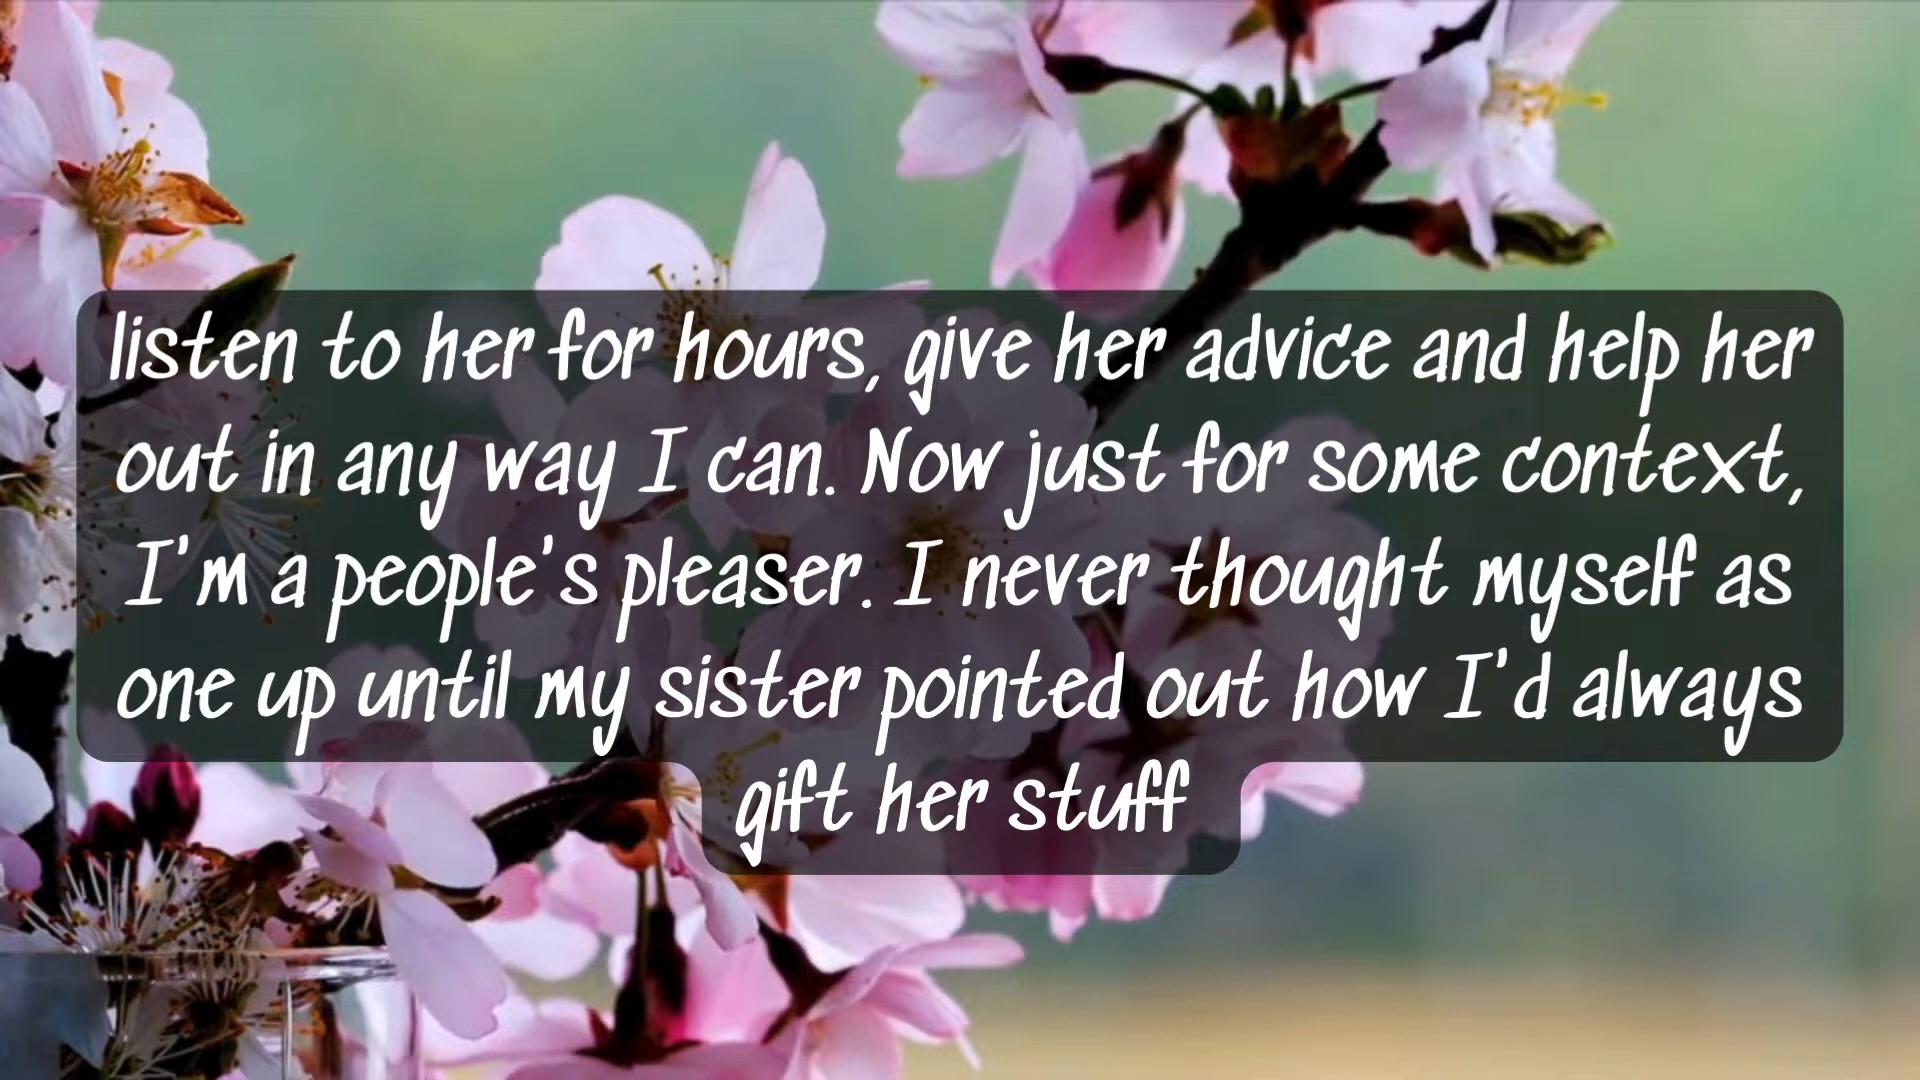 listen to her for hours, give her advice and help her
out in any way I can. Now just for some context,
I'm a people's pleaser. I never thought myself as
one up until my sister pointed out how I'd always
gift her stuff